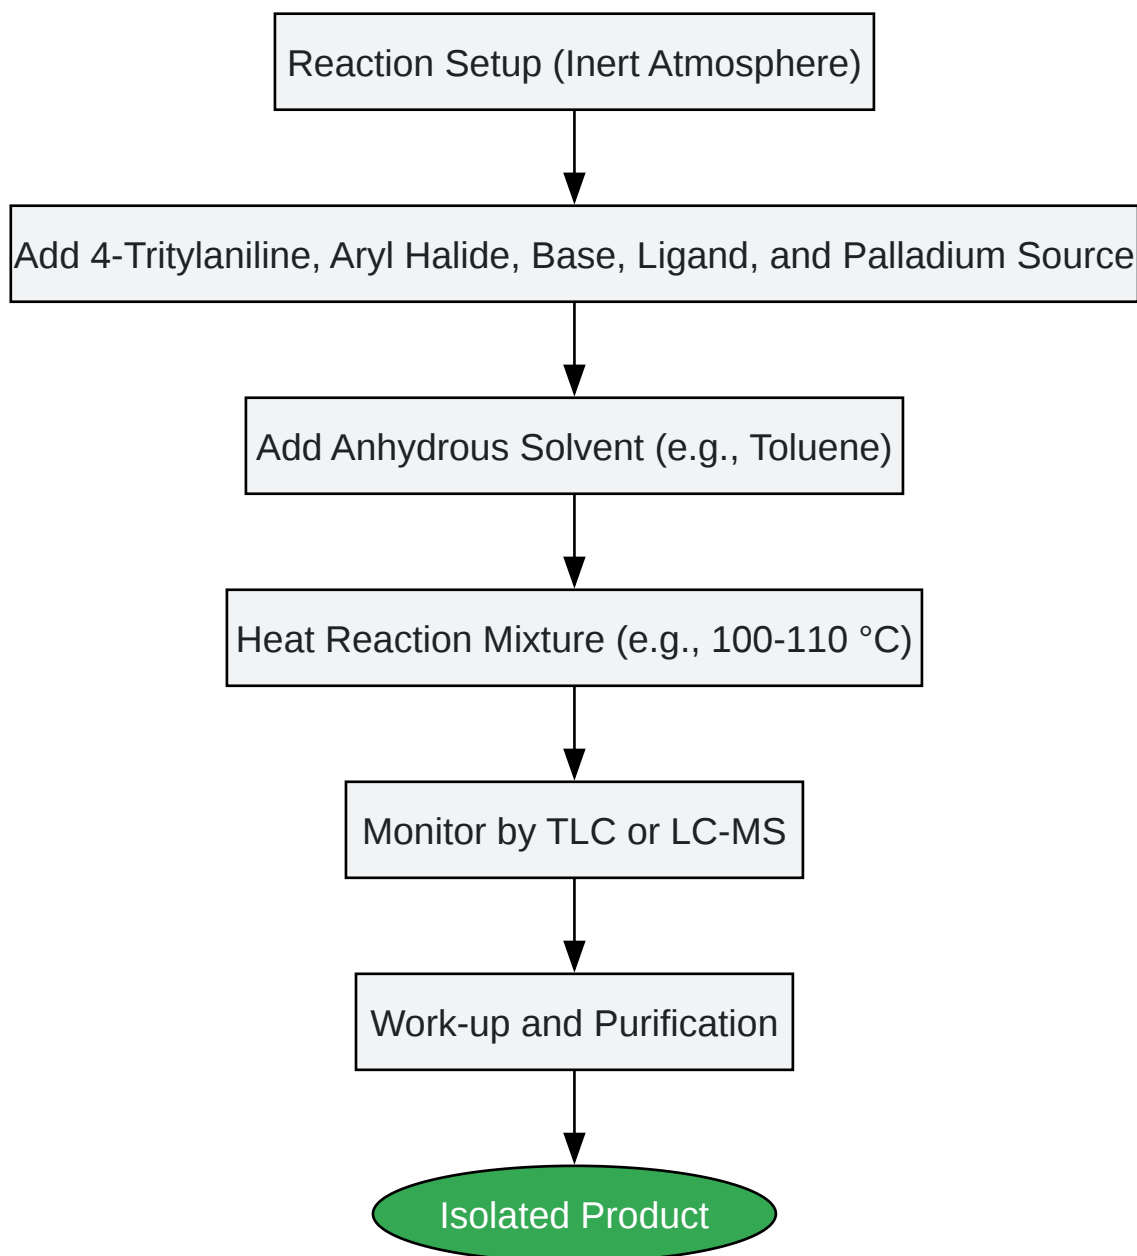 Reaction Setup (Inert Atmosphere)
Add 4-Tritylaniline, Aryl Halide, Base, Ligand, and Palladium Source
Add Anhydrous Solvent (e.g., Toluene)
Heat Reaction Mixture (e.g., 100-110 °C)
Monitor by TLC or LC-MS
Work-up and Purification
Isolated Product